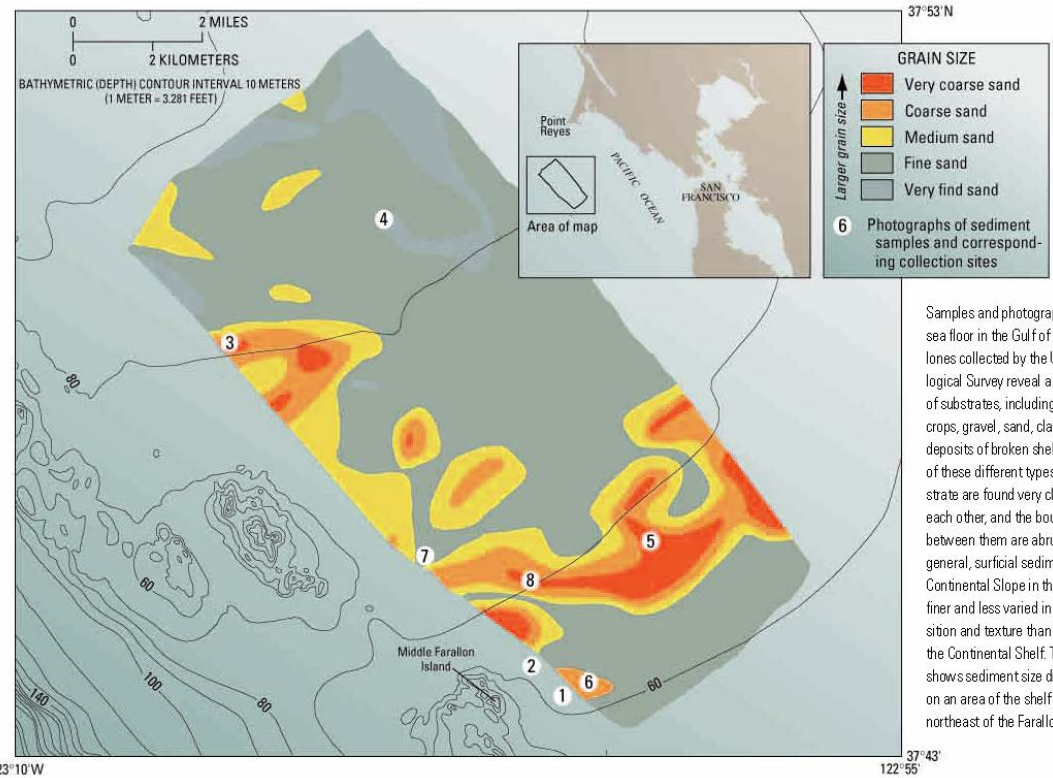 0 2 MILES
0 2 KILOMETERS
BATHYMETRIC (DEPTH) CONTOUR INTERVAL 10 METERS
(1 METER = 3.281 FEET)
37°53'N
Point
Reyes
PACIFIC OCEAN
SAN
FRANCISCO
Area of map
GRAIN SIZE
Larger grain size
Very coarse sand
Coarse sand
Medium sand
Fine sand
Very find sand
6 Photographs of sediment
samples and correspond-
ing collection sites
4
3
5
7
8
2
1
6
80
60
60
80
100
140
Middle Farallon
Island
Samples and photograp
sea floor in the Gulf of
lones collected by the U
logical Survey reveal a
of substrates, including
crops, gravel, sand, cla
deposits of broken shel
of these different types
strate are found very cl
each other, and the bou
between them are abru
general, surficial sedim
Continental Slope in th
finer and less varied in
sition and texture than
the Continental Shelf. T
shows sediment size d
on an area of the shelf
northeast of the Farallo
37°43'
23°10'W
122°55'